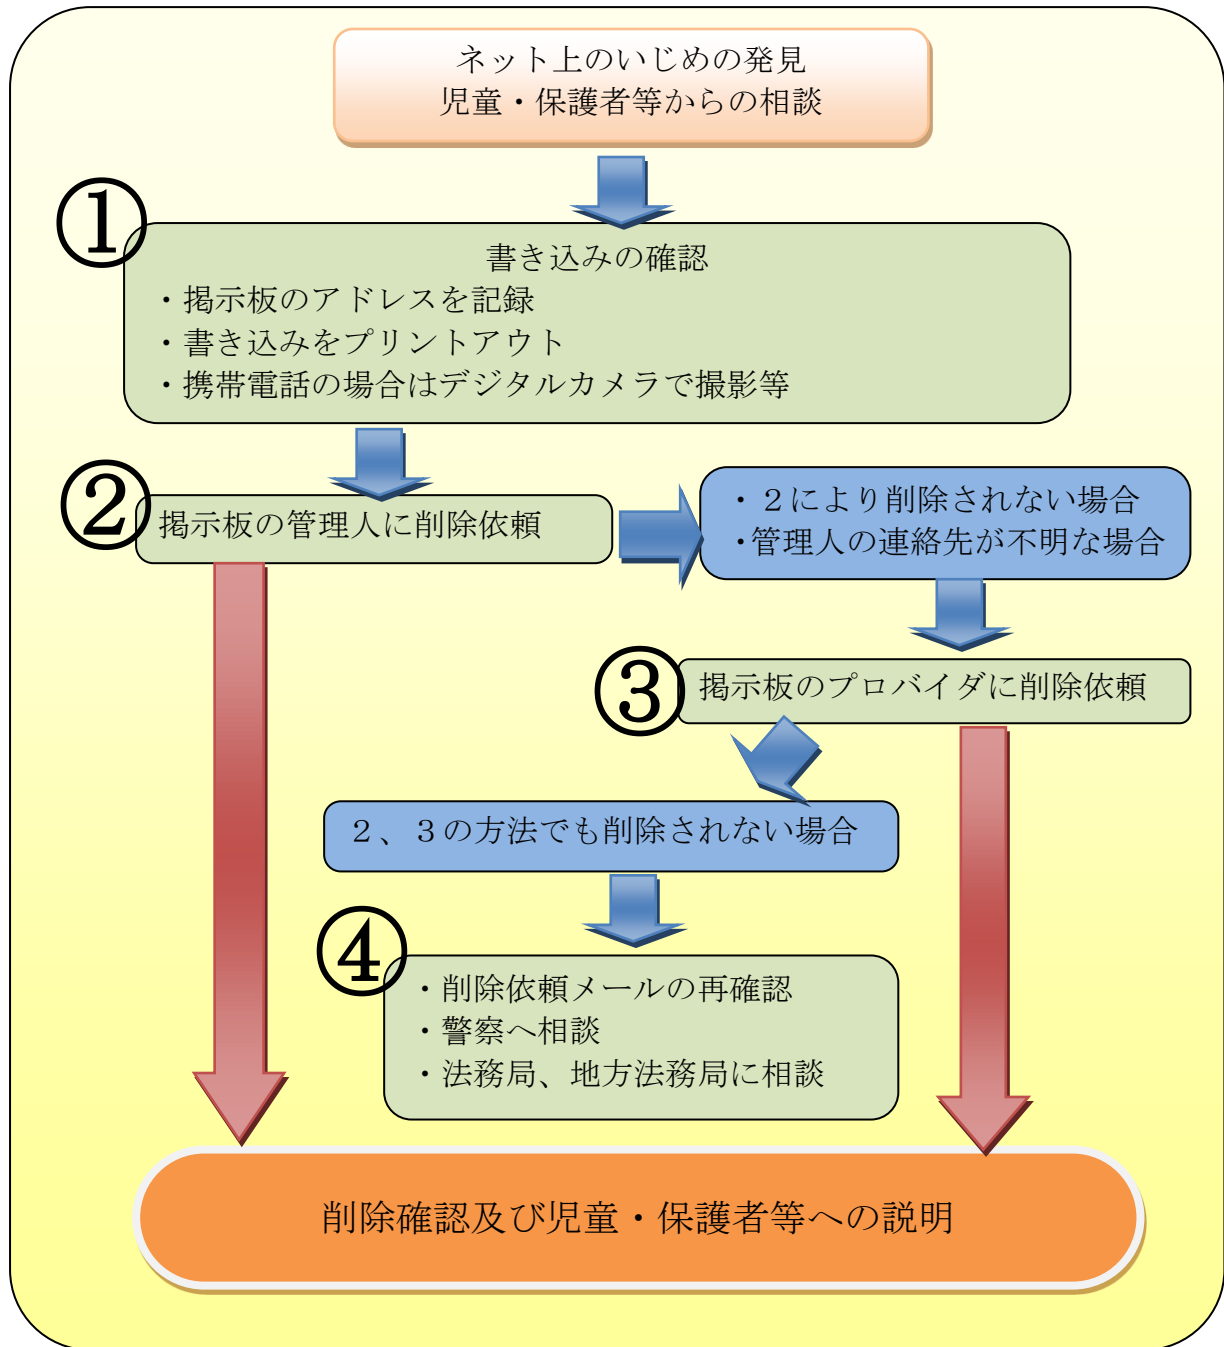 ネット上のいじめの発見
児童・保護者等からの相談
①
書き込みの確認
・掲示板のアドレスを記録
・書き込みをプリントアウト
・携帯電話の場合はデジタルカメラで撮影等
②
掲示板の管理人に削除依頼
・２により削除されない場合
・管理人の連絡先が不明な場合
③
掲示板のプロバイダに削除依頼
２、３の方法でも削除されない場合
④
・削除依頼メールの再確認
・警察へ相談
・法務局、地方法務局に相談
削除確認及び児童・保護者等への説明